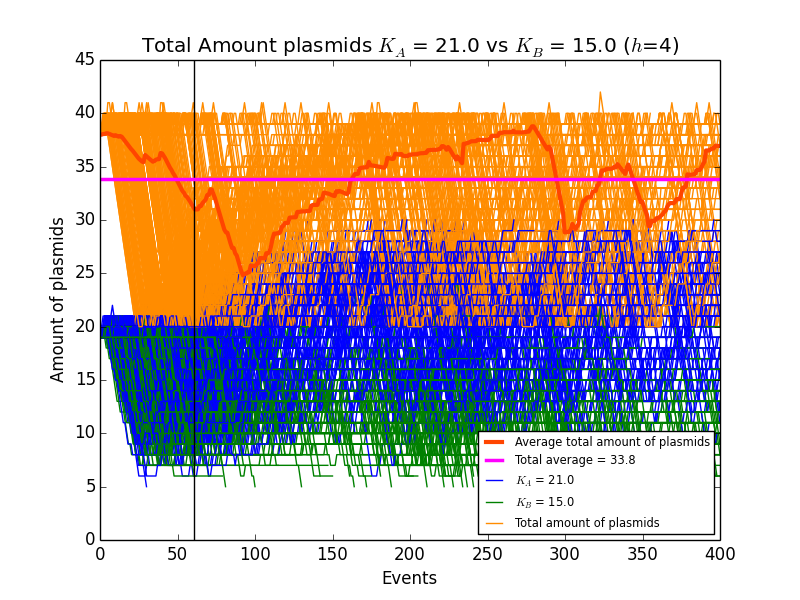 Total Amount plasmids K_A = 21.0 vs K_B = 15.0 (h=4)
45
40
35
30
25
20
15
10
5
0
Amount of plasmids
Average total amount of plasmids
Total average = 33.8
K_A = 21.0
K_B = 15.0
Total amount of plasmids
0 50 100 150 200 250 300 350 400
Events